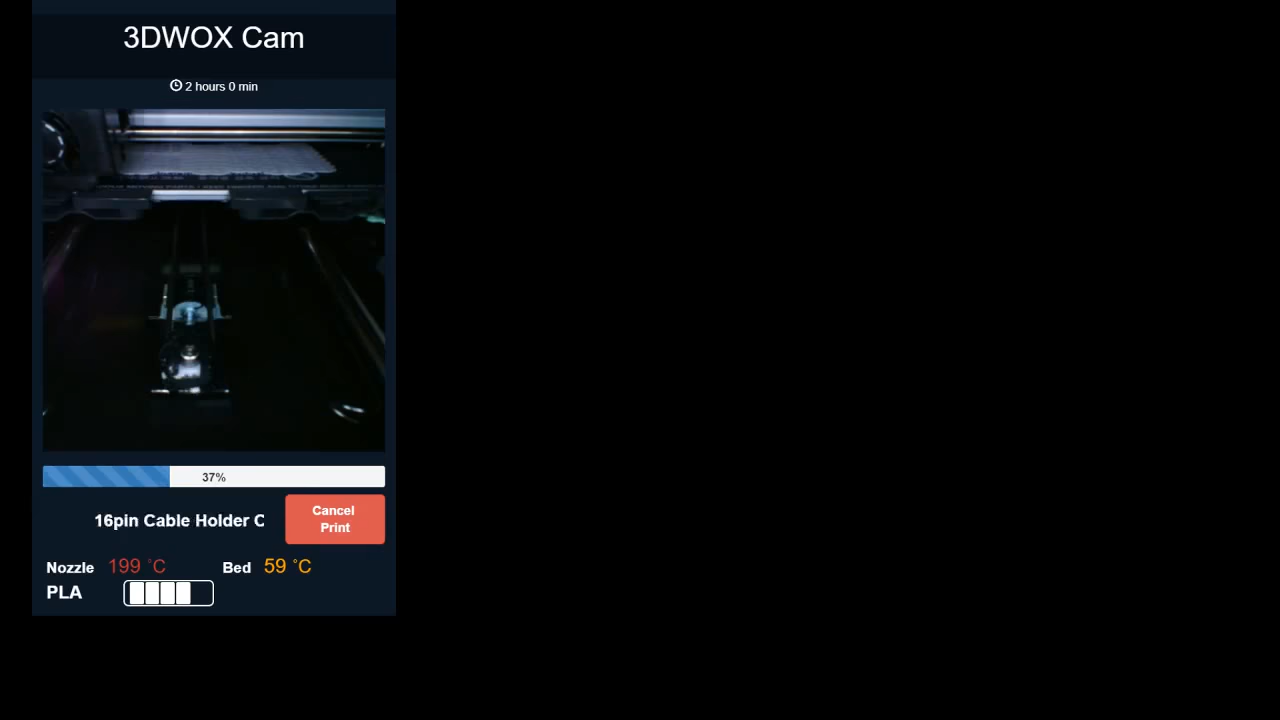 3DWOX Cam
2 hours 0 min
37%
16pin Cable Holder C
Cancel
Print
Nozzle 199 °C Bed 59 °C
PLA